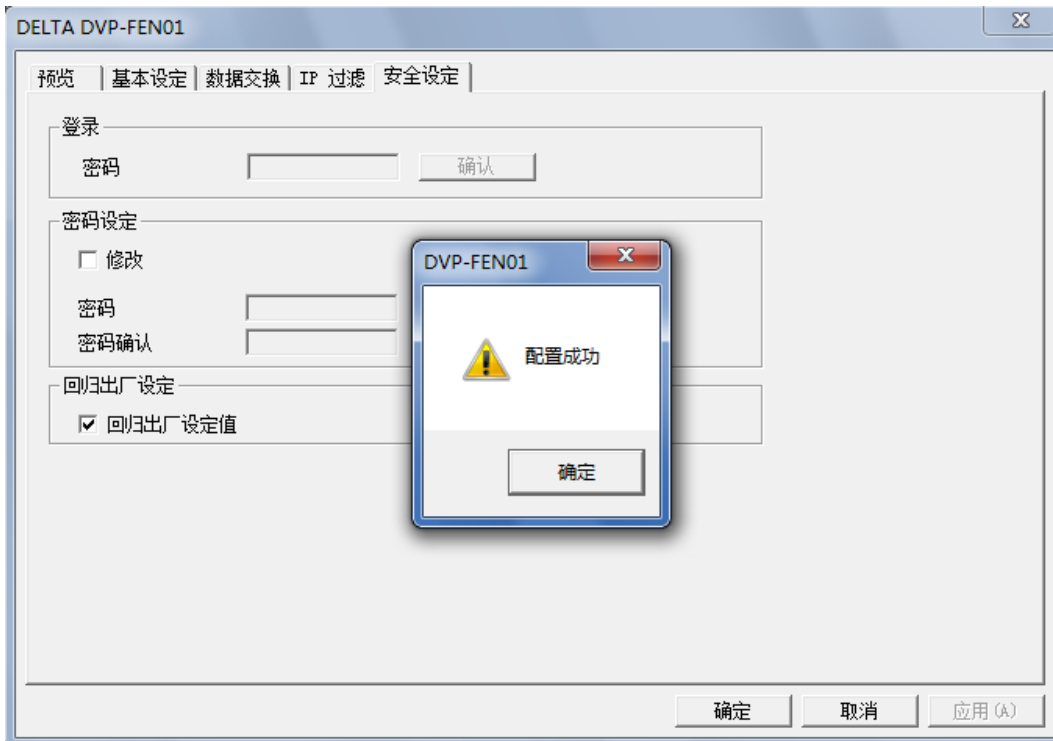 DELTA DVP-FEN01
预览 基本设定 数据交换 IP 过滤 安全设定
登录
密码 确认
密码设定
修改
密码
密码确认
回归出厂设定
回归出厂设定值
DVP-FEN01
配置成功
确定
确定 取消 应用(A)